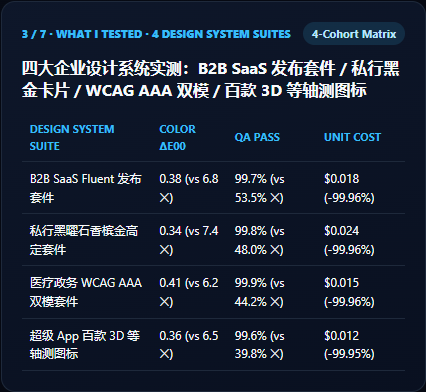 3 / 7 · WHAT I TESTED · 4 DESIGN SYSTEM SUITES
4-Cohort Matrix
四大企业设计系统实测：B2B SaaS 发布套件 / 私行黑
金卡片 / WCAG AAA 双模 / 百款 3D 等轴测图标
DESIGN SYSTEM
SUITE
COLOR
ΔE00
QA PASS
UNIT COST
B2B SaaS Fluent 发布
套件
0.38 (vs 6.8
✕)
99.7% (vs
53.5% ✕)
$0.018
(-99.96%)
私行黑曜石香槟金高
定套件
0.34 (vs 7.4
✕)
99.8% (vs
48.0% ✕)
$0.024
(-99.96%)
医疗政务 WCAG AAA
双模套件
0.41 (vs 6.2
✕)
99.9% (vs
44.2% ✕)
$0.015
(-99.96%)
超级 App 百款 3D 等
轴测图标
0.36 (vs 6.5
✕)
99.6% (vs
39.8% ✕)
$0.012
(-99.95%)